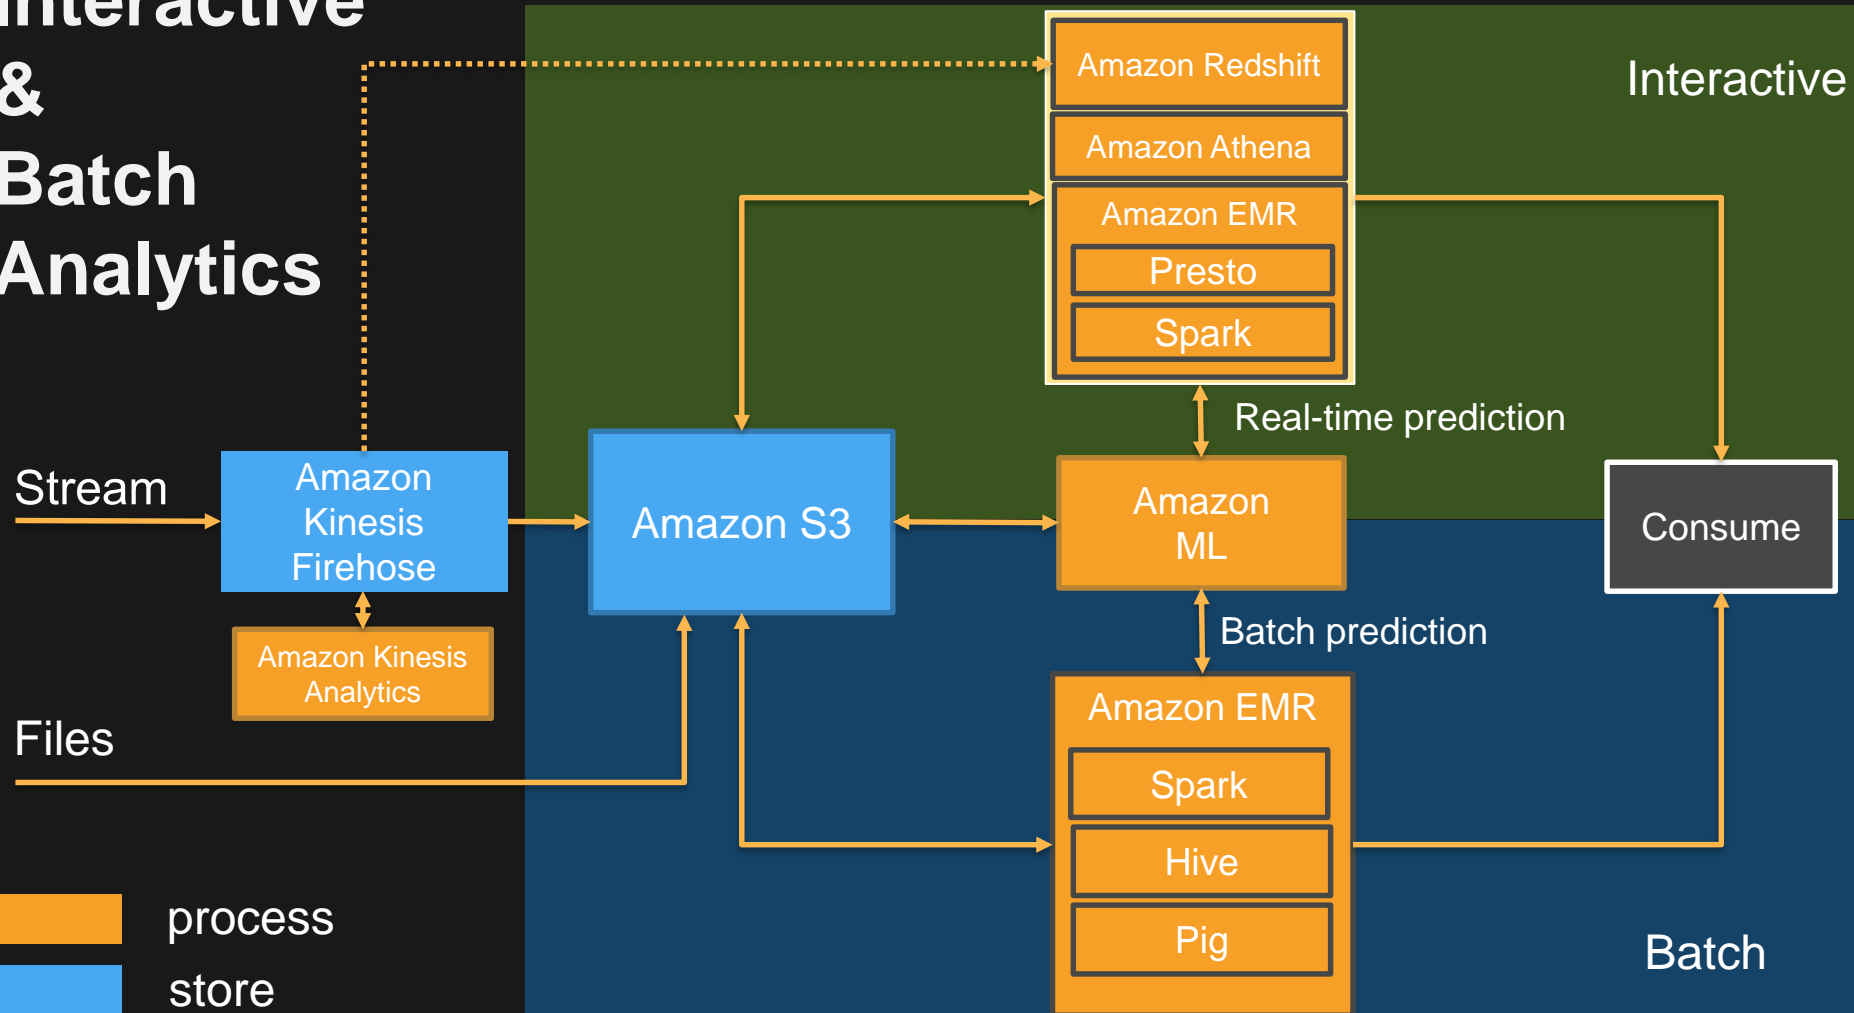 Interactive
&
Batch
Analytics
Interactive
Amazon Redshift
Amazon Athena
Amazon EMR
Presto
Spark
Real-time prediction
Stream
Amazon
Kinesis
Firehose
Amazon S3
Amazon
ML
Consume
Amazon Kinesis
Analytics
Batch prediction
Files
Amazon EMR
Spark
Hive
Pig
process
store
Batch